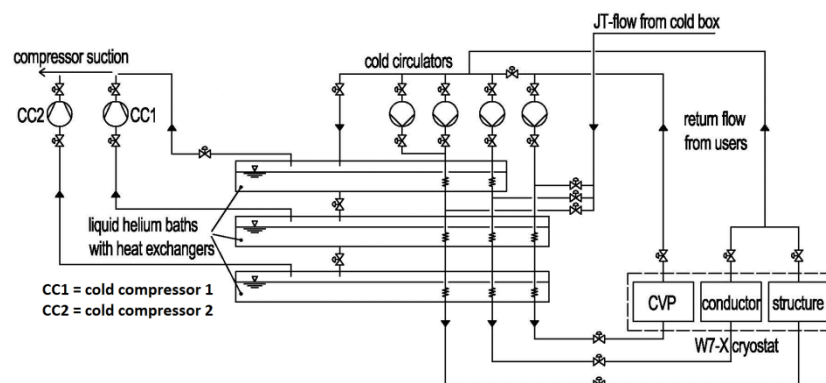 JT-flow from cold box
compressor suction
cold circulators
CC2
CC1
return flow
from users
liquid helium baths
with heat exchangers
CC1 = cold compressor 1
CC2 = cold compressor 2
CVP
conductor
structure
W7-X cryostat